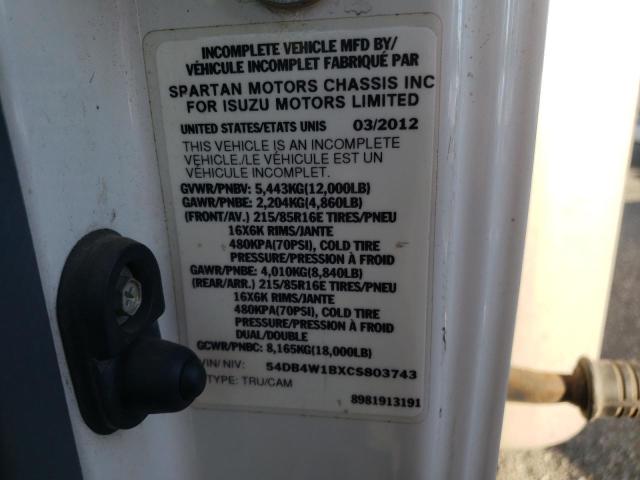 INCOMPLETE VEHICLE MFD BY/
VÉHICULE INCOMPLET FABRIQUÉ PAR
SPARTAN MOTORS CHASSIS INC
FOR ISUZU MOTORS LIMITED
UNITED STATES/ETATS UNIS 03/2012
THIS VEHICLE IS AN INCOMPLETE
VEHICLE./LE VÉHICULE EST UN
VÉHICULE INCOMPLET.
GVWR/PNBV: 5,443KG(12,000LB)
GAWR/PNBE: 2,204KG(4,860LB)
(FRONT/AV.) 215/85R16E TIRES/PNEU
16X6K RIMS/JANTE
480KPA(70PSI), COLD TIRE
PRESSURE/PRESSION À FROID
GAWR/PNBE: 4,010KG(8,840LB)
(REAR/ARR.) 215/85R16E TIRES/PNEU
16X6K RIMS/JANTE
480KPA(70PSI), COLD TIRE
PRESSURE/PRESSION À FROID
DUAL/DOUBLE
GCWR/PNBC: 8,165KG(18,000LB)
VIN/ NIV: 54DB4W1BXCS803743
TYPE: TRU/CAM
8981913191